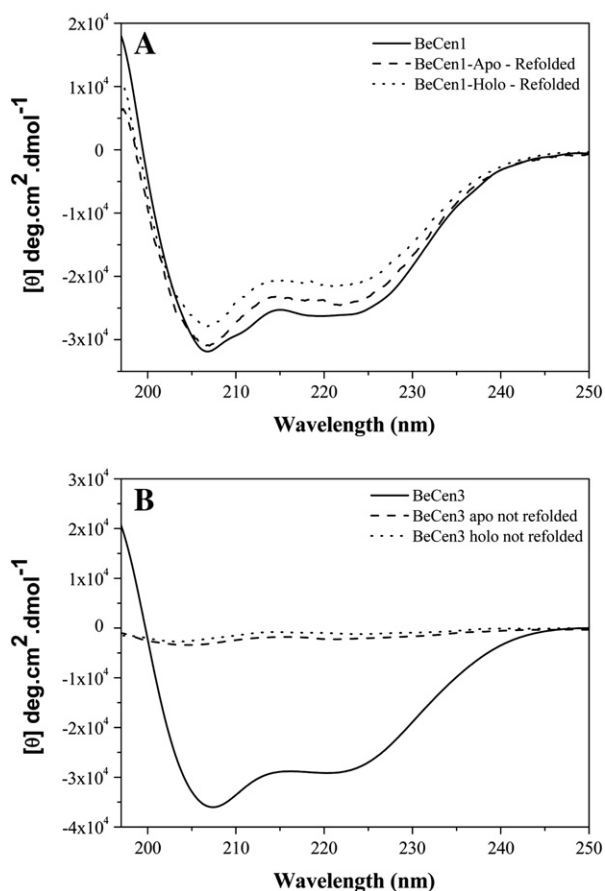 A
BeCen1
BeCen1-Apo - Refolded
BeCen1-Holo - Refolded
[θ] deg.cm².dmol⁻¹
2x10⁴
1x10⁴
0
-1x10⁴
-2x10⁴
-3x10⁴
200 210 220 230 240 250
Wavelength (nm)
B
BeCen3
BeCen3 apo not refolded
BeCen3 holo not refolded
[θ] deg.cm².dmol⁻¹
3x10⁴
2x10⁴
1x10⁴
0
-1x10⁴
-2x10⁴
-3x10⁴
-4x10⁴
200 210 220 230 240 250
Wavelength (nm)